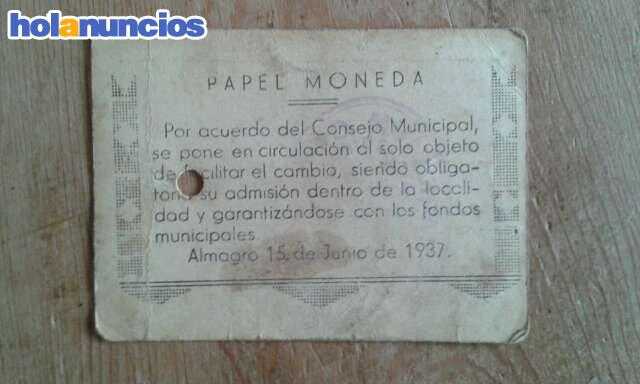 holanuncios
PAPEL MONEDA
Por acuerdo del Consejo Municipal,
se pone en circulación al solo objeto
de facilitar el cambio, siendo obliga-
toria su admisión dentro de la locali-
dad y garantizándose con los fondos
municipales.
Almagro 15 de Junio de 1937.